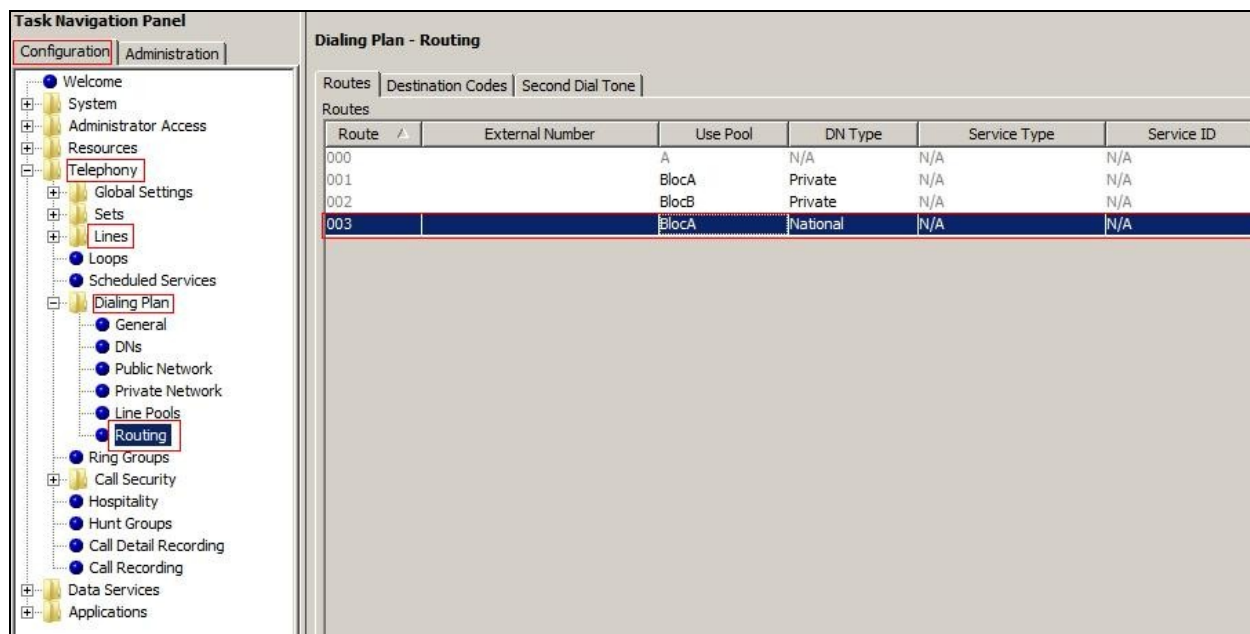 Task Navigation Panel
Configuration Administration
Welcome
System
Administrator Access
Resources
Telephony
Global Settings
Sets
Lines
Loops
Scheduled Services
Dialing Plan
General
DNs
Public Network
Private Network
Line Pools
Routing
Ring Groups
Call Security
Hospitality
Hunt Groups
Call Detail Recording
Call Recording
Data Services
Applications
Dialing Plan - Routing
Routes Destination Codes Second Dial Tone
Routes
Route External Number Use Pool DN Type Service Type Service ID
000 A N/A N/A N/A
001 BlocA Private N/A N/A
002 BlocB Private N/A N/A
003 BlocA National N/A N/A